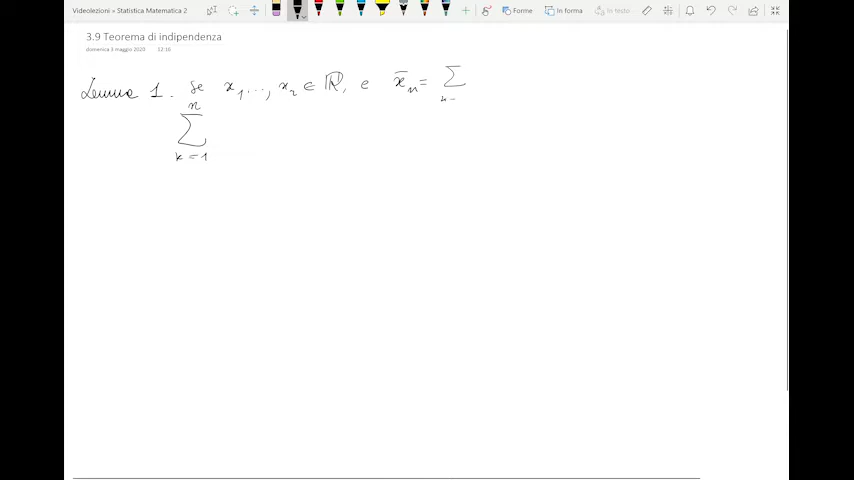 Videolezioni » Statistica Matematica 2
Forme
In forma
In testo
3.9 Teorema di indipendenza
domenica 3 maggio 2020 12:16
Lemma 1. Se x₁, ..., x₂ ∈ ℝ, e x̄ₙ = ∑
n
∑
k = 1